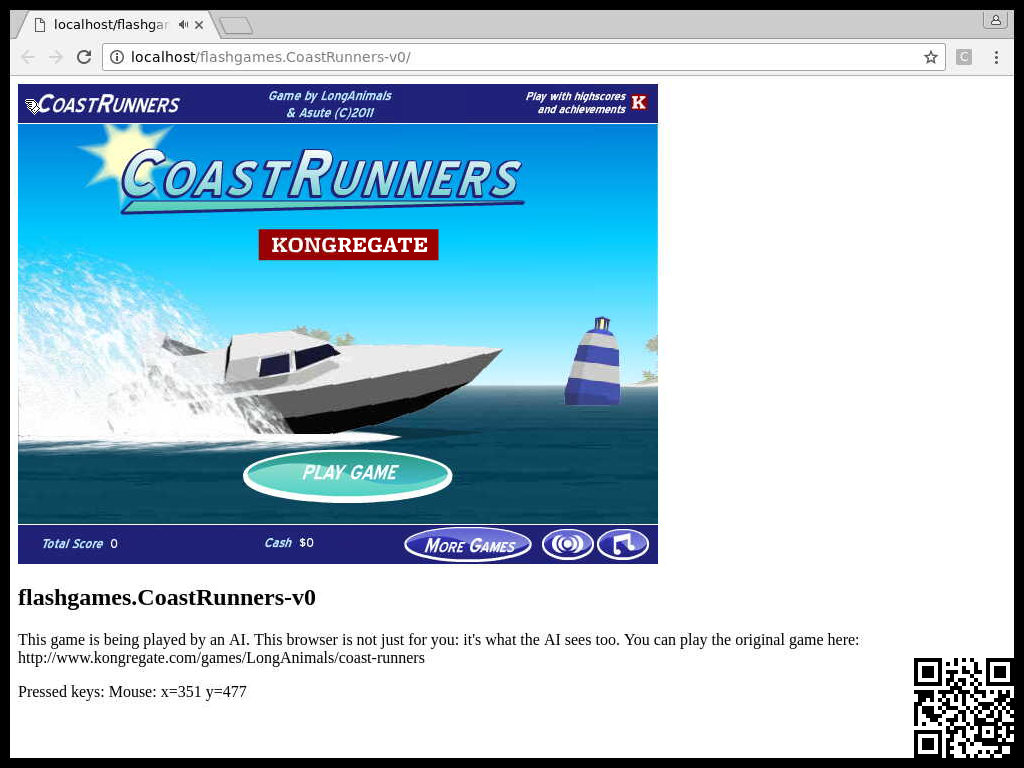 localhost/flashgar
localhost/flashgames.CoastRunners-v0/
C
CoastRunners
Game by LongAnimals
& Asute (C)2011
Play with highscores
and achievements
K
CoastRunners
KONGREGATE
PLAY GAME
Total Score 0
Cash $0
More Games
flashgames.CoastRunners-v0
This game is being played by an AI. This browser is not just for you: it's what the AI sees too. You can play the original game here:
http://www.kongregate.com/games/LongAnimals/coast-runners
Pressed keys: Mouse: x=351 y=477